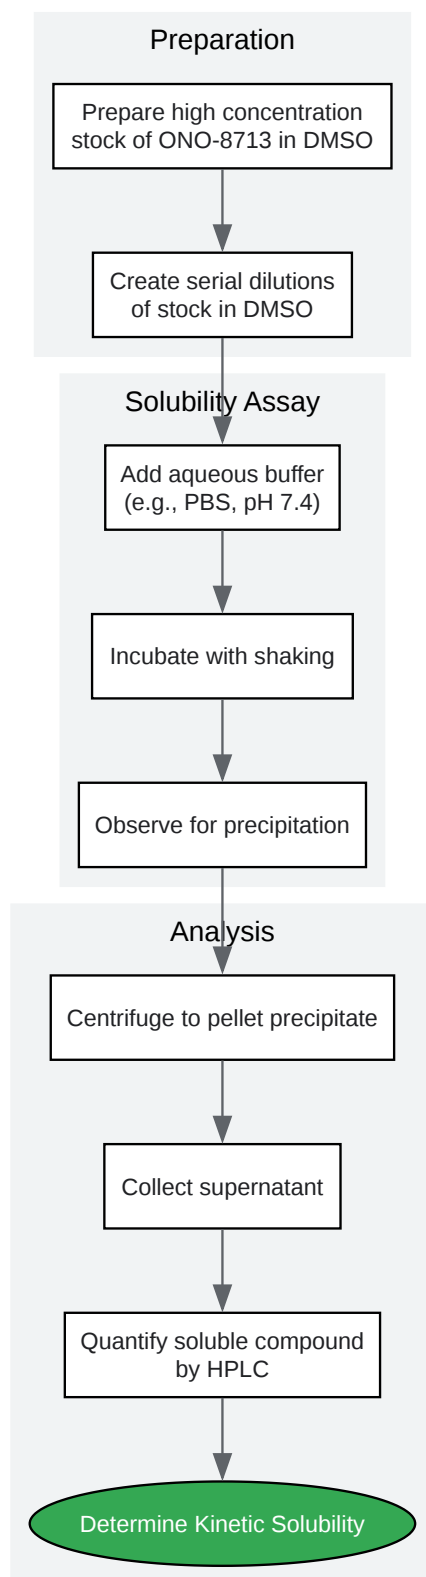 Preparation
Prepare high concentration
stock of ONO-8713 in DMSO
Create serial dilutions
of stock in DMSO
Solubility Assay
Add aqueous buffer
(e.g., PBS, pH 7.4)
Incubate with shaking
Observe for precipitation
Analysis
Centrifuge to pellet precipitate
Collect supernatant
Quantify soluble compound
by HPLC
Determine Kinetic Solubility